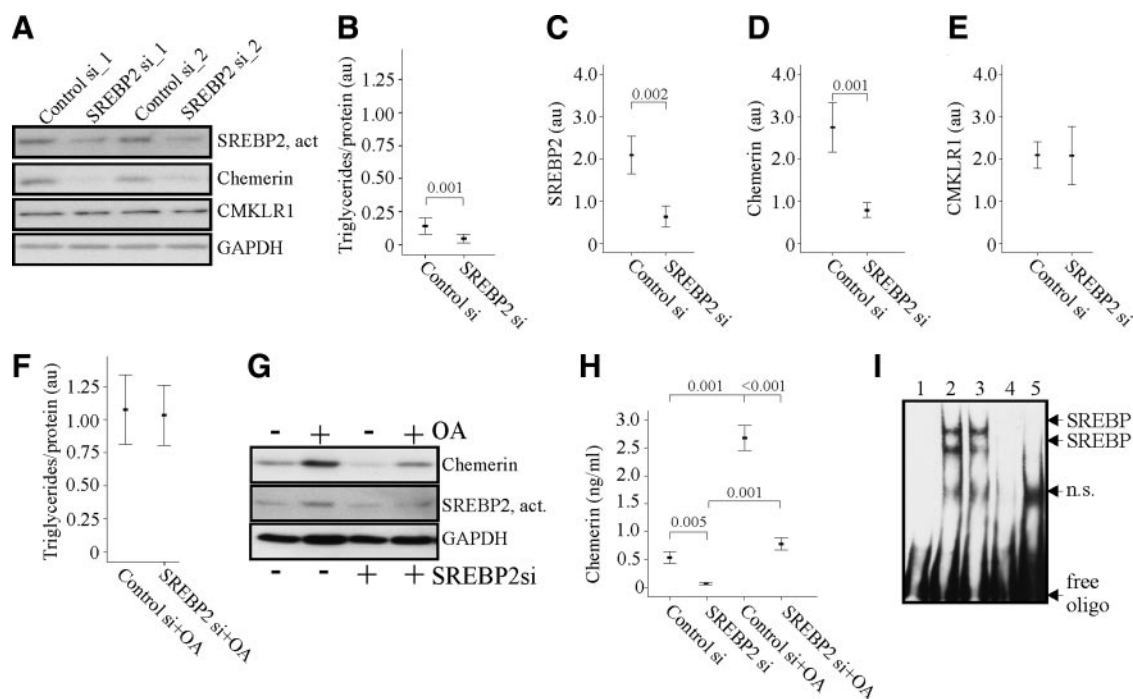 A
Control si_1
SREBP2 si_1
Control si_2
SREBP2 si_2
SREBP2, act
Chemerin
CMKLR1
GAPDH
B
Triglycerides/protein (au)
1.25
1.00
0.75
0.50
0.25
0
0.001
Control si
SREBP2 si
C
SREBP2 (au)
4.0
3.0
2.0
1.0
0
0.002
Control si
SREBP2 si
D
Chemerin (au)
4.0
3.0
2.0
1.0
0
0.001
Control si
SREBP2 si
E
CMKLR1 (au)
4.0
3.0
2.0
1.0
0
Control si
SREBP2 si
F
Triglycerides/protein (au)
1.25
1.00
0.75
0.50
0.25
0
Control si+OA
SREBP2 si+OA
G
- + - + OA
Chemerin
SREBP2, act.
GAPDH
- - + + SREBP2si
H
Chemerin (ng/ml)
3.0
2.5
2.0
1.5
1.0
0.5
0
0.001 <0.001
0.001
0.005
Control si
SREBP2 si
Control si+OA
SREBP2 si+OA
I
1 2 3 4 5
SREBP
SREBP
n.s.
free
oligo